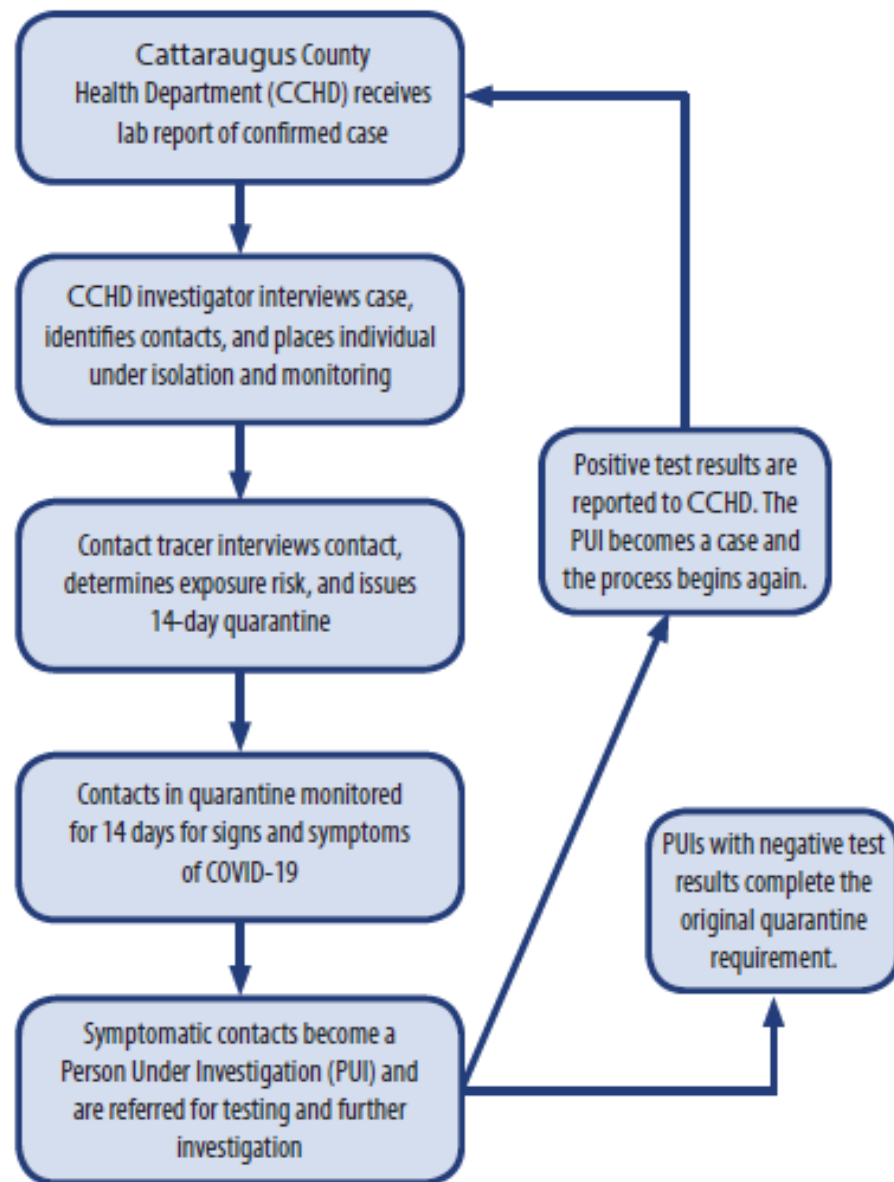 Cattaraugus County
Health Department (CCHD) receives
lab report of confirmed case
CCHD investigator interviews case,
identifies contacts, and places individual
under isolation and monitoring
Contact tracer interviews contact,
determines exposure risk, and issues
14-day quarantine
Contacts in quarantine monitored
for 14 days for signs and symptoms
of COVID-19
Symptomatic contacts become a
Person Under Investigation (PUI) and
are referred for testing and further
investigation
Positive test results are
reported to CCHD. The
PUI becomes a case and
the process begins again.
PUIs with negative test
results complete the
original quarantine
requirement.